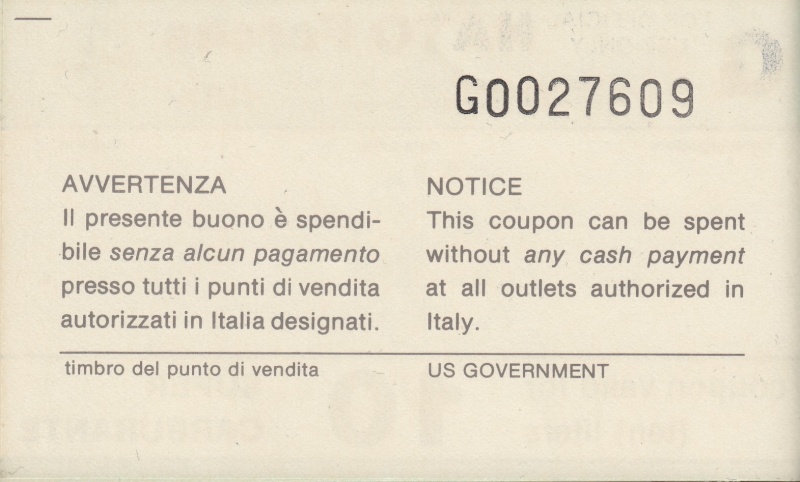 G0027609
AVVERTENZA
Il presente buono è spendi-
bile senza alcun pagamento
presso tutti i punti di vendita
autorizzati in Italia designati.
NOTICE
This coupon can be spent
without any cash payment
at all outlets authorized in
Italy.
timbro del punto di vendita
US GOVERNMENT